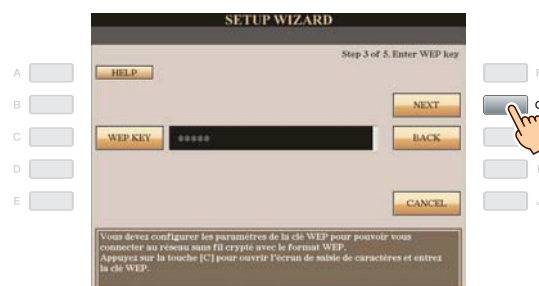 SETUP WIZARD
Step 3 of 5. Enter WEP key
A
HELP
B
NEXT
C
WEP KEY
*****
BACK
D
E
CANCEL
Vous devez configurer les paramètres de la clé WEP pour pouvoir vous
connecter au réseau sans fil crypté avec le format WEP.
Appuyez sur la touche [C] pour ouvrir l'écran de saisie de caractères et entrez
la clé WEP.